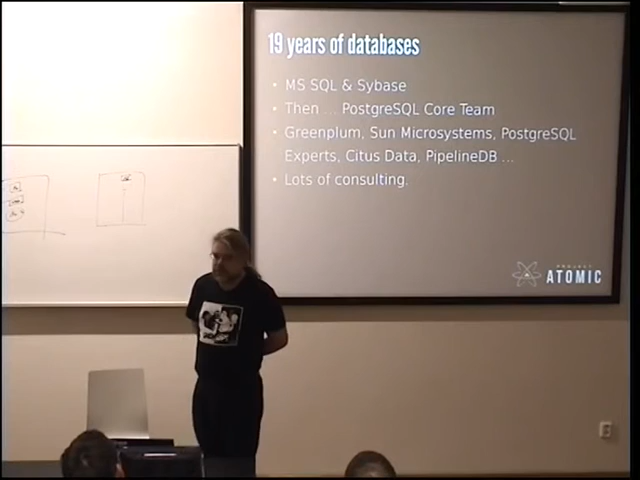 19 years of databases
• MS SQL & Sybase
• Then ... PostgreSQL Core Team
• Greenplum, Sun Microsystems, PostgreSQL
Experts, Citus Data, PipelineDB ...
• Lots of consulting.
PROJECT
ATOMIC